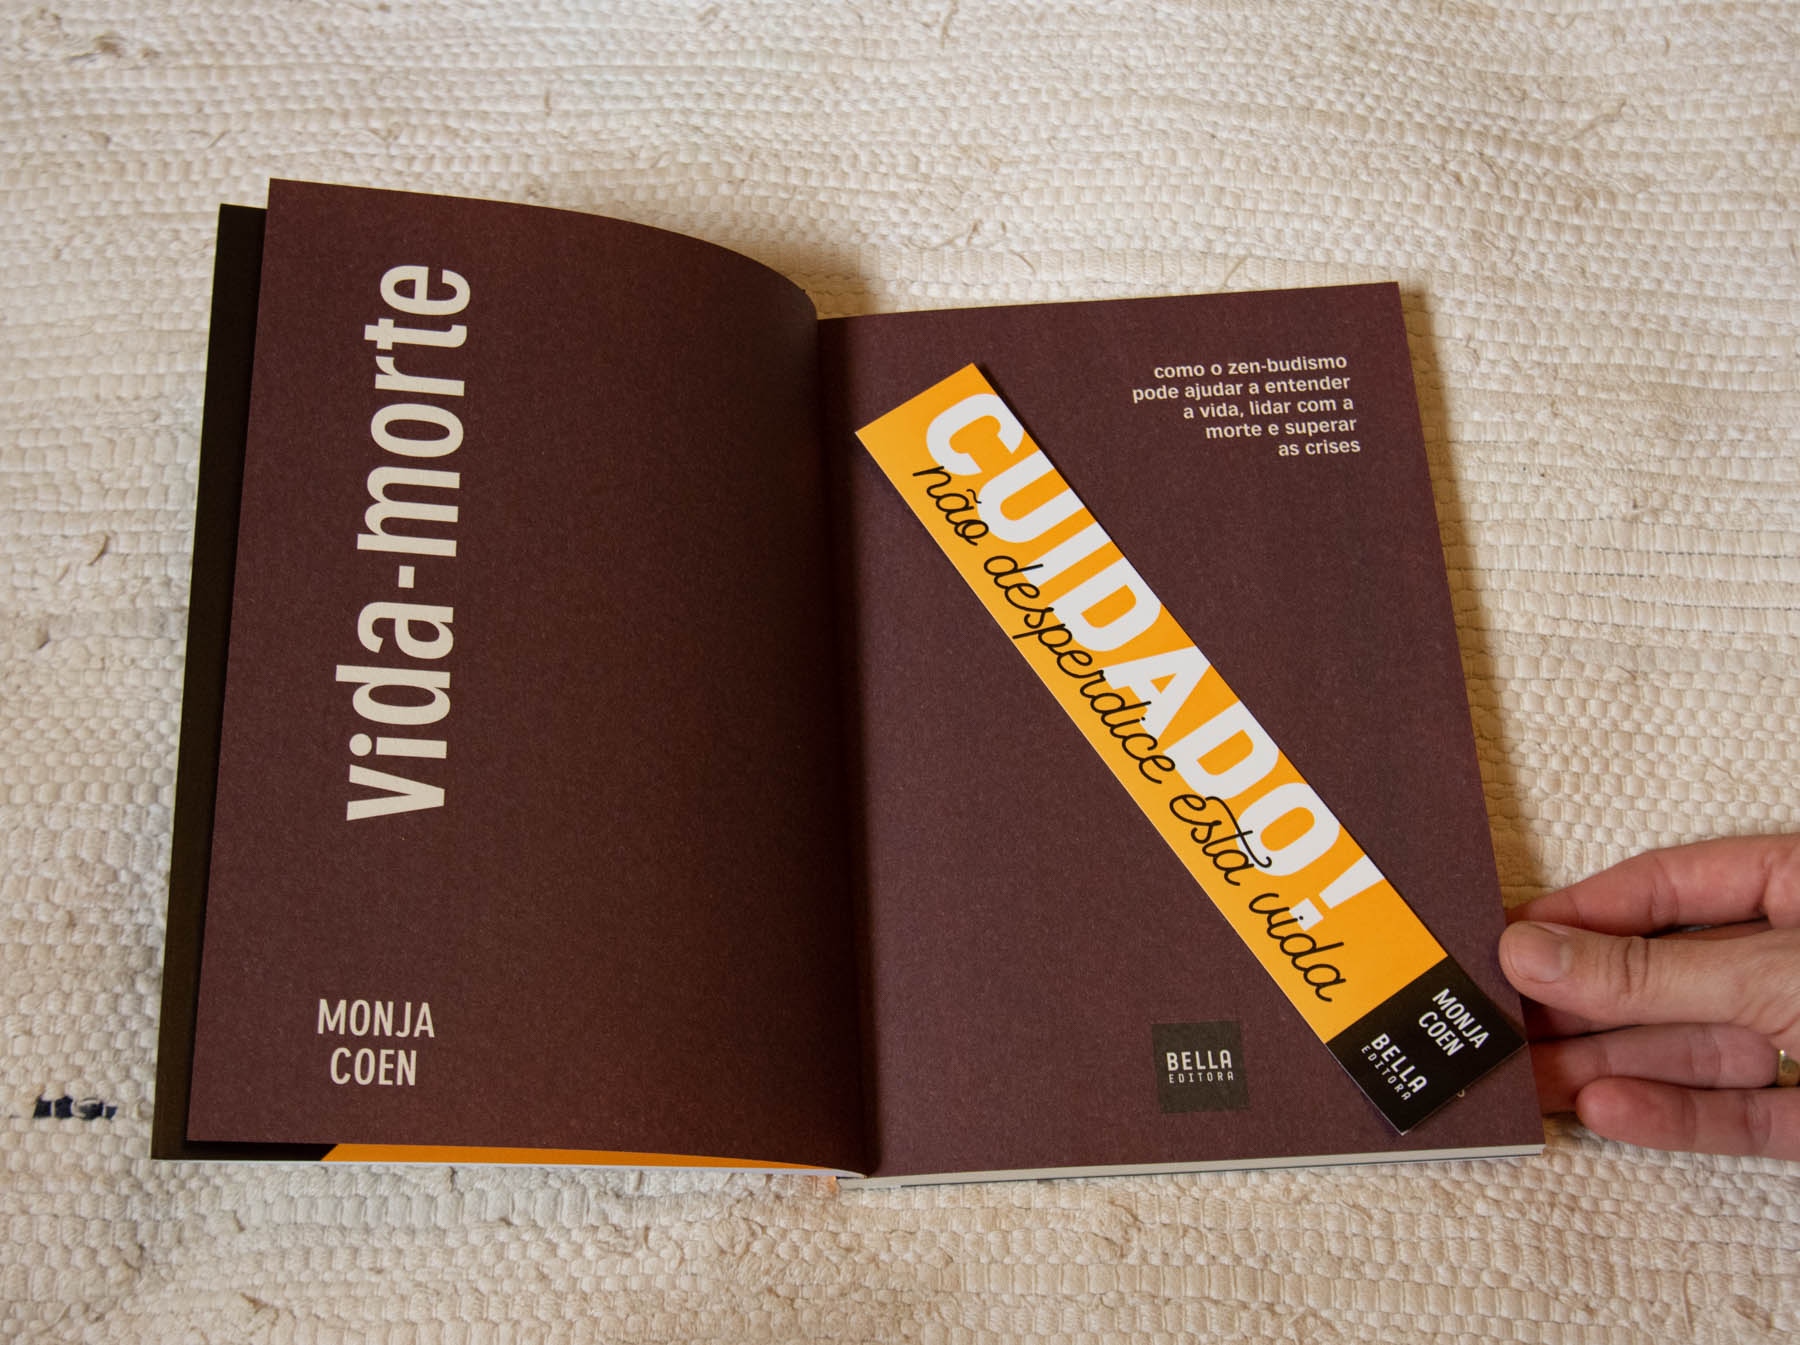 vida-morte
MONJA
COEN
como o zen-budismo
pode ajudar a entender
a vida, lidar com a
morte e superar
as crises
CUIDADO!
não desperdice esta vida
MONJA
COEN
BELLA
EDITORA
BELLA
EDITORA